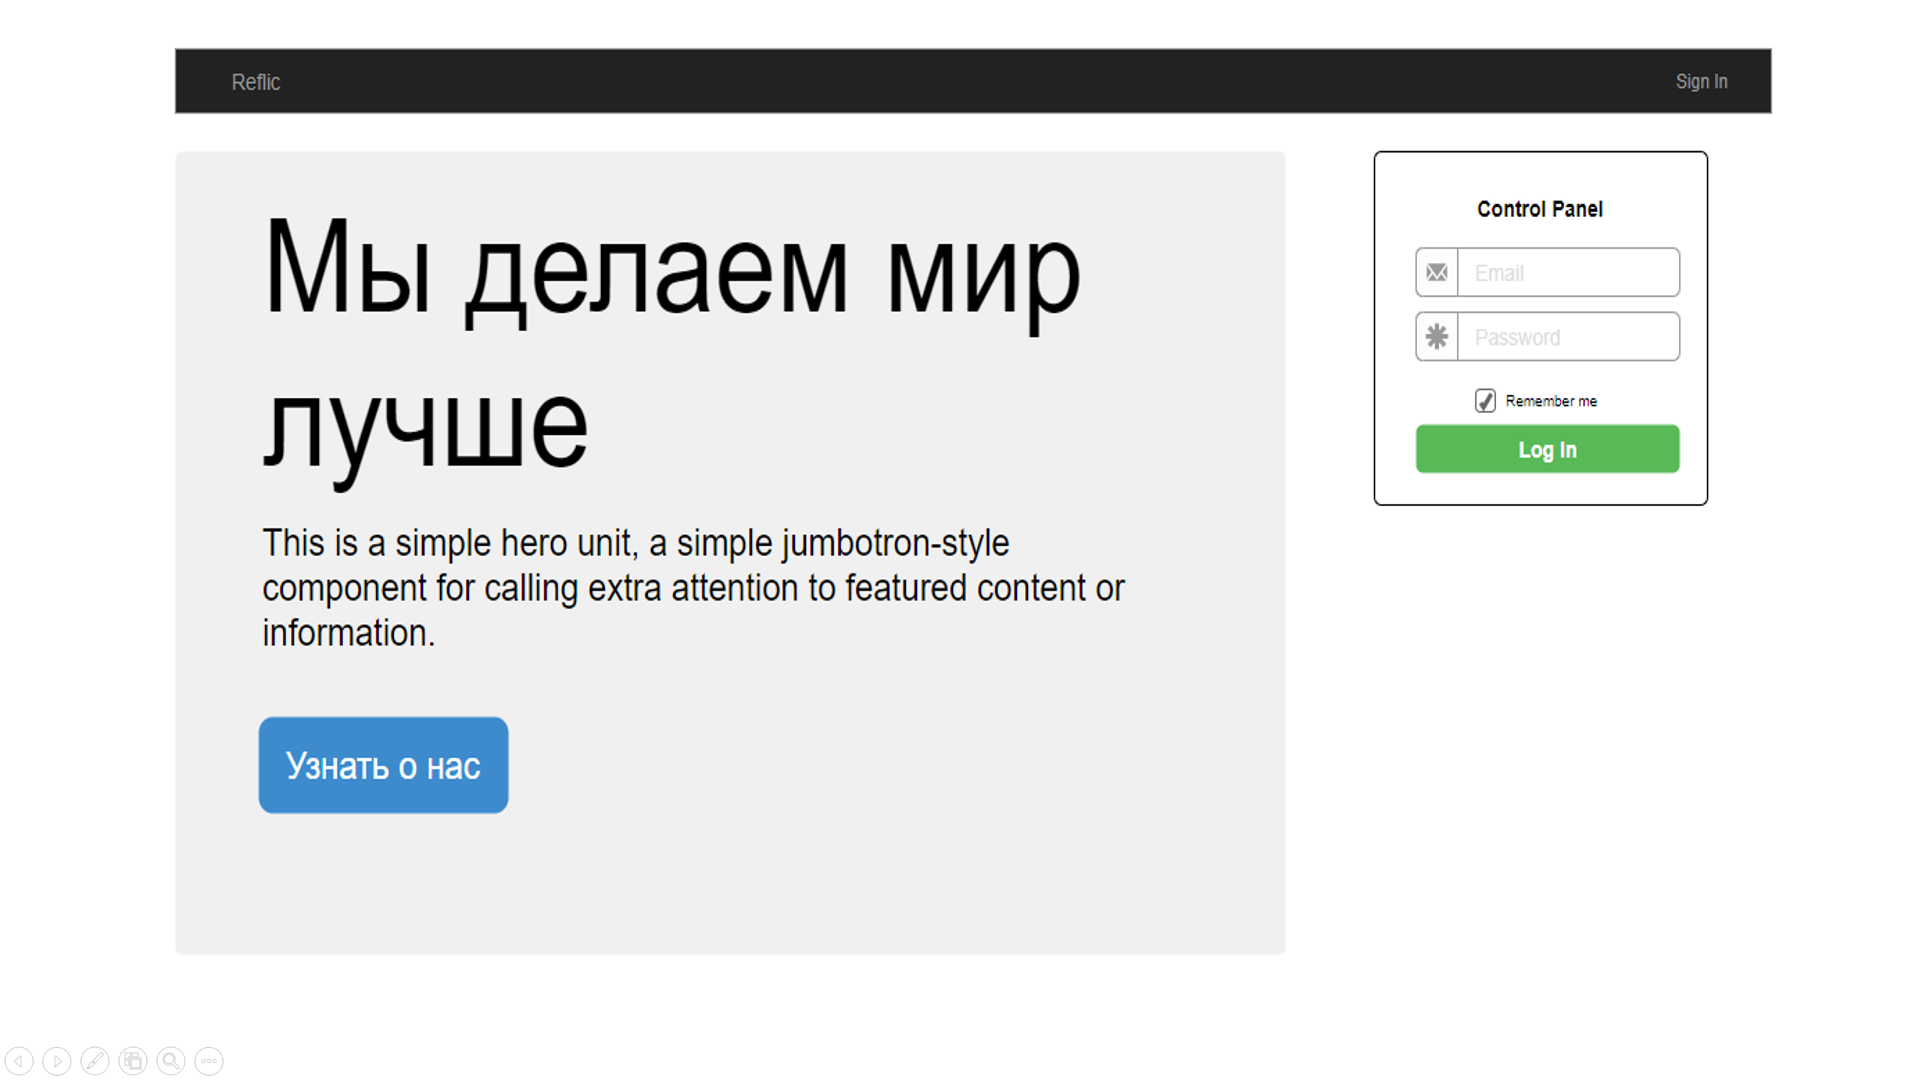 Reflic
Sign In
Мы делаем мир
лучше
This is a simple hero unit, a simple jumbotron-style
component for calling extra attention to featured content or
information.
Узнать о нас
Control Panel
Email
Password
Remember me
Log In